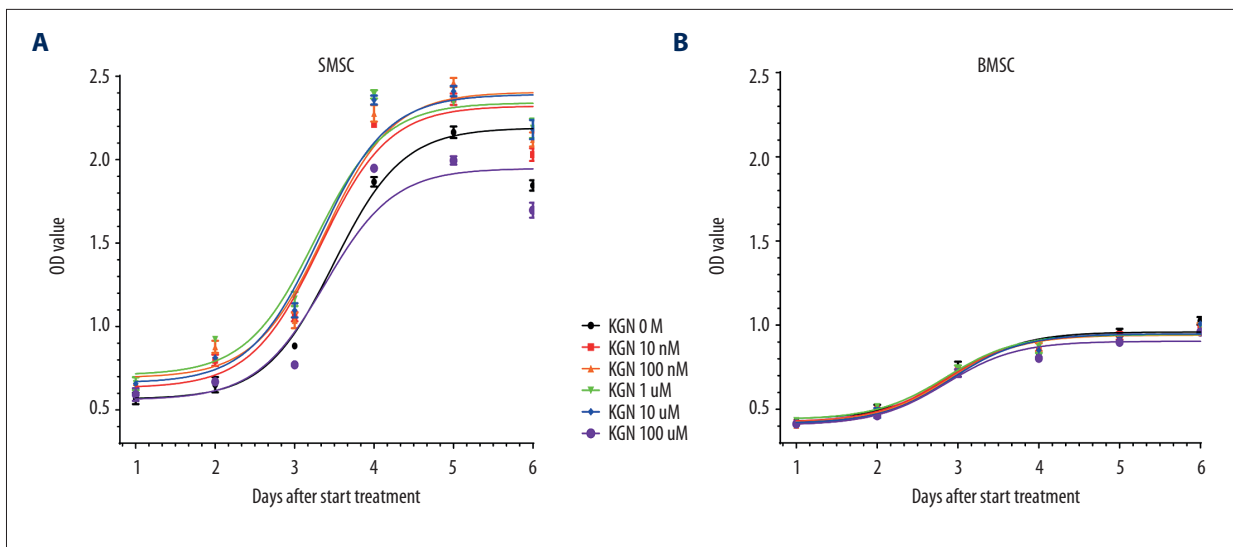 A
SMSC
2.5
2.0
1.5
1.0
0.5
OD value
1 2 3 4 5 6
Days after start treatment
KGN 0 M
KGN 10 nM
KGN 100 nM
KGN 1 uM
KGN 10 uM
KGN 100 uM
B
BMSC
2.5
2.0
1.5
1.0
0.5
OD value
1 2 3 4 5 6
Days after start treatment